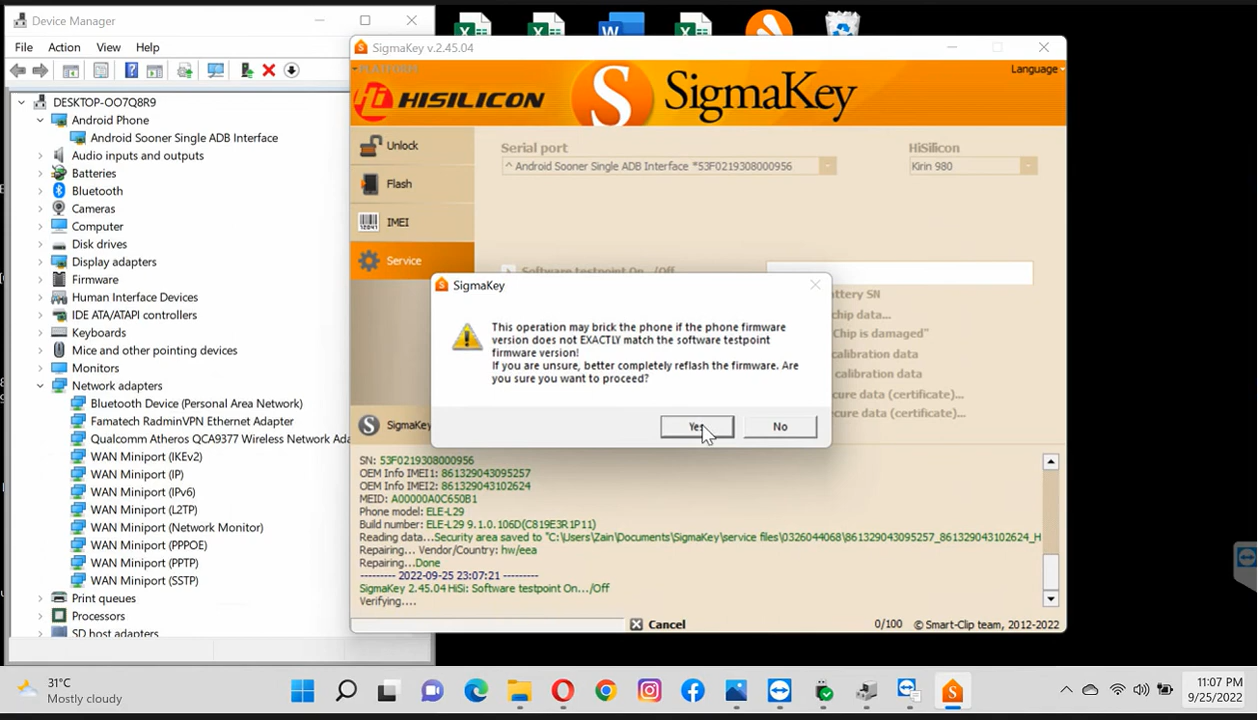 Device Manager
File Action View Help
DESKTOP-OO7Q8R9
Android Phone
Android Sooner Single ADB Interface
Audio inputs and outputs
Batteries
Bluetooth
Cameras
Computer
Disk drives
Display adapters
Firmware
Human Interface Devices
IDE ATA/ATAPI controllers
Keyboards
Mice and other pointing devices
Monitors
Network adapters
Bluetooth Device (Personal Area Network)
Famatech RadminVPN Ethernet Adapter
Qualcomm Atheros QCA9377 Wireless Network Ada
WAN Miniport (IKEv2)
WAN Miniport (IP)
WAN Miniport (IPv6)
WAN Miniport (L2TP)
WAN Miniport (Network Monitor)
WAN Miniport (PPPOE)
WAN Miniport (PPTP)
WAN Miniport (SSTP)
Print queues
Processors
SD host adapters
SigmaKey v.2.45.04
Language
HISILICON
SigmaKey
Unlock
Flash
IMEI
Service
SigmaKey
Serial port
^ Android Sooner Single ADB Interface *53F0219308000956
HiSilicon
Kirin 980
Software testpoint On.../Off
ttery SN
chip data...
Chip is damaged"
calibration data
calibration data
cure data (certificate)...
cure data (certificate)...
SigmaKey
This operation may brick the phone if the phone firmware
version does not EXACTLY match the software testpoint
firmware version!
If you are unsure, better completely reflash the firmware. Are
you sure you want to proceed?
Yes
No
SN: 53F0219308000956
OEM Info IMEI1: 861329043095257
OEM Info IMEI2: 861329043102624
MEID: A00000A0C650B1
Phone model: ELE-L29
Build number: ELE-L29 9.1.0.106D(C819E3R1P11)
Reading data...Security area saved to "C:\Users\Zain\Documents\SigmaKey\service files\0326044068\861329043095257_861329043102624_H
Repairing... Vendor/Country: hw/eea
Repairing...Done
--------- 2022-09-25 23:07:21 ---------
SigmaKey 2.45.04 HiSi: Software testpoint On.../Off
Verifying....
Cancel
0/100
© Smart-Clip team, 2012-2022
31°C
Mostly cloudy
11:07 PM
9/25/2022